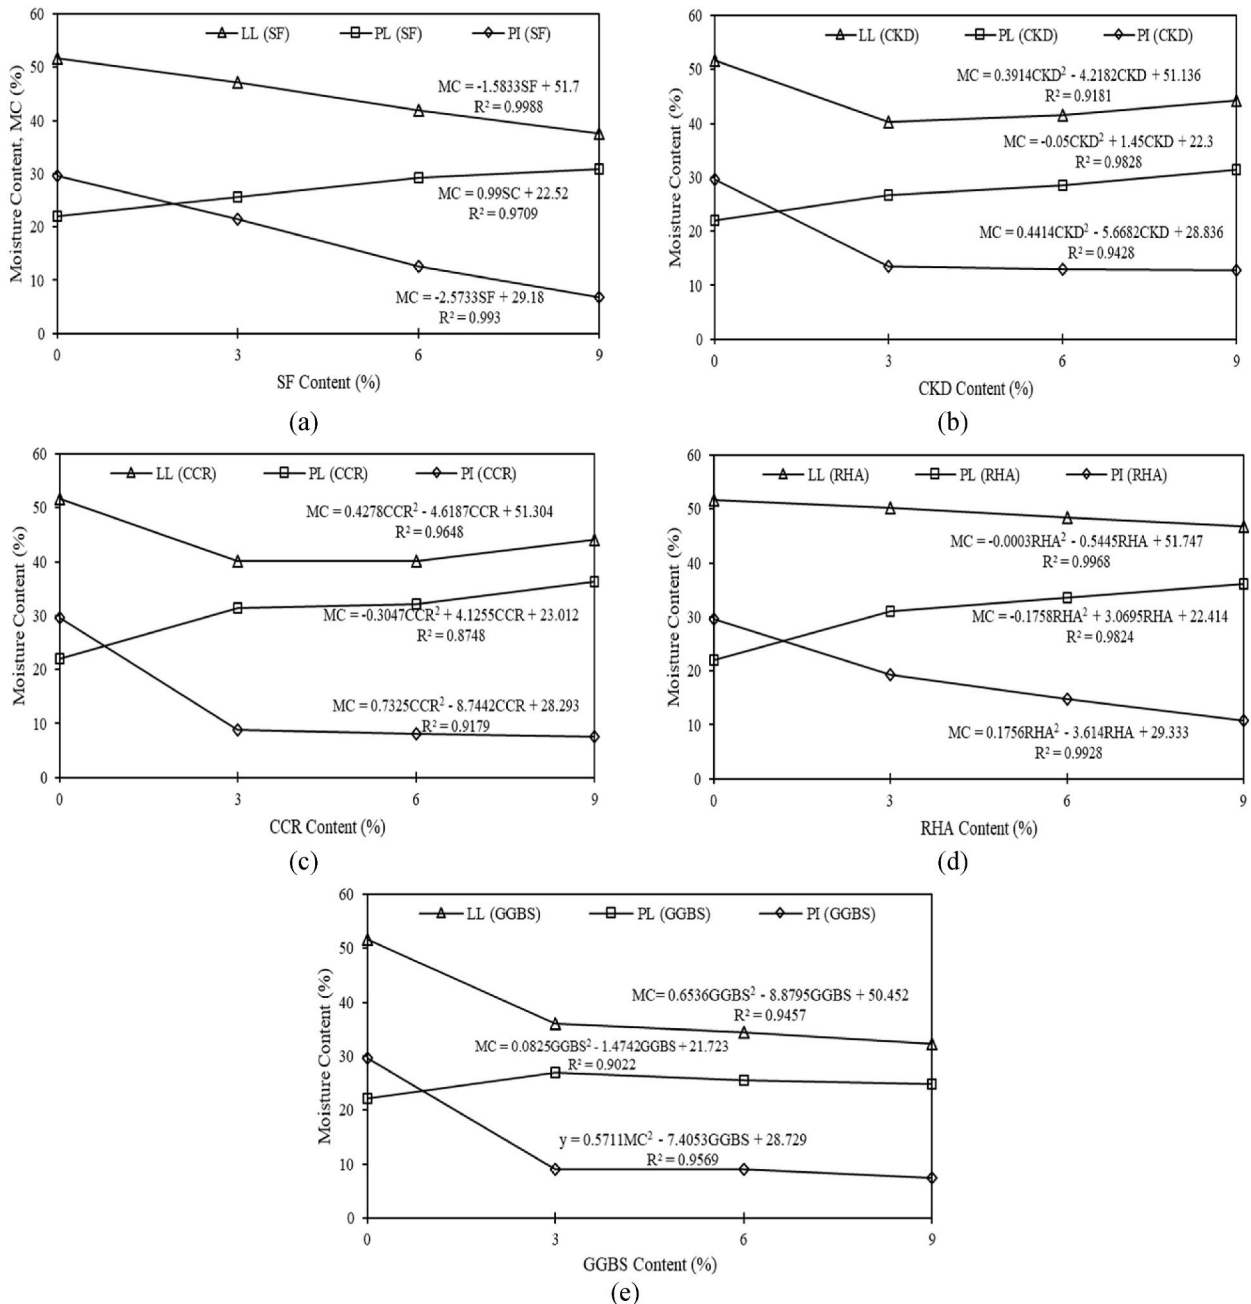 LL (SF) PL (SF) PI (SF)
60
50
40
30
20
10
0
Moisture Content, MC (%)
MC = -1.5833SF + 51.7
R² = 0.9988
MC = 0.99SC + 22.52
R² = 0.9709
MC = -2.5733SF + 29.18
R² = 0.993
0 3 6 9
SF Content (%)
(a)
LL (CKD) PL (CKD) PI (CKD)
60
50
40
30
20
10
0
Moisture Content (%)
MC = 0.3914CKD² - 4.2182CKD + 51.136
R² = 0.9181
MC = -0.05CKD² + 1.45CKD + 22.3
R² = 0.9828
MC = 0.4414CKD² - 5.6682CKD + 28.836
R² = 0.9428
0 3 6 9
CKD Content (%)
(b)
LL (CCR) PL (CCR) PI (CCR)
60
50
40
30
20
10
0
Moisture Content (%)
MC = 0.4278CCR² - 4.6187CCR + 51.304
R² = 0.9648
MC = -0.3047CCR² + 4.1255CCR + 23.012
R² = 0.8748
MC = 0.7325CCR² - 8.7442CCR + 28.293
R² = 0.9179
0 3 6 9
CCR Content (%)
(c)
LL (RHA) PL (RHA) PI (RHA)
60
50
40
30
20
10
0
Moisture Content (%)
MC = -0.0003RHA² - 0.5445RHA + 51.747
R² = 0.9968
MC = -0.1758RHA² + 3.0695RHA + 22.414
R² = 0.9824
MC = 0.1756RHA² - 3.614RHA + 29.333
R² = 0.9928
0 3 6 9
RHA Content (%)
(d)
LL (GGBS) PL (GGBS) PI (GGBS)
60
50
40
30
20
10
0
Moisture Content (%)
MC= 0.6536GGBS² - 8.8795GGBS + 50.452
R² = 0.9457
MC = 0.0825GGBS² - 1.4742GGBS + 21.723
R² = 0.9022
y = 0.5711MC² - 7.4053GGBS + 28.729
R² = 0.9569
0 3 6 9
GGBS Content (%)
(e)